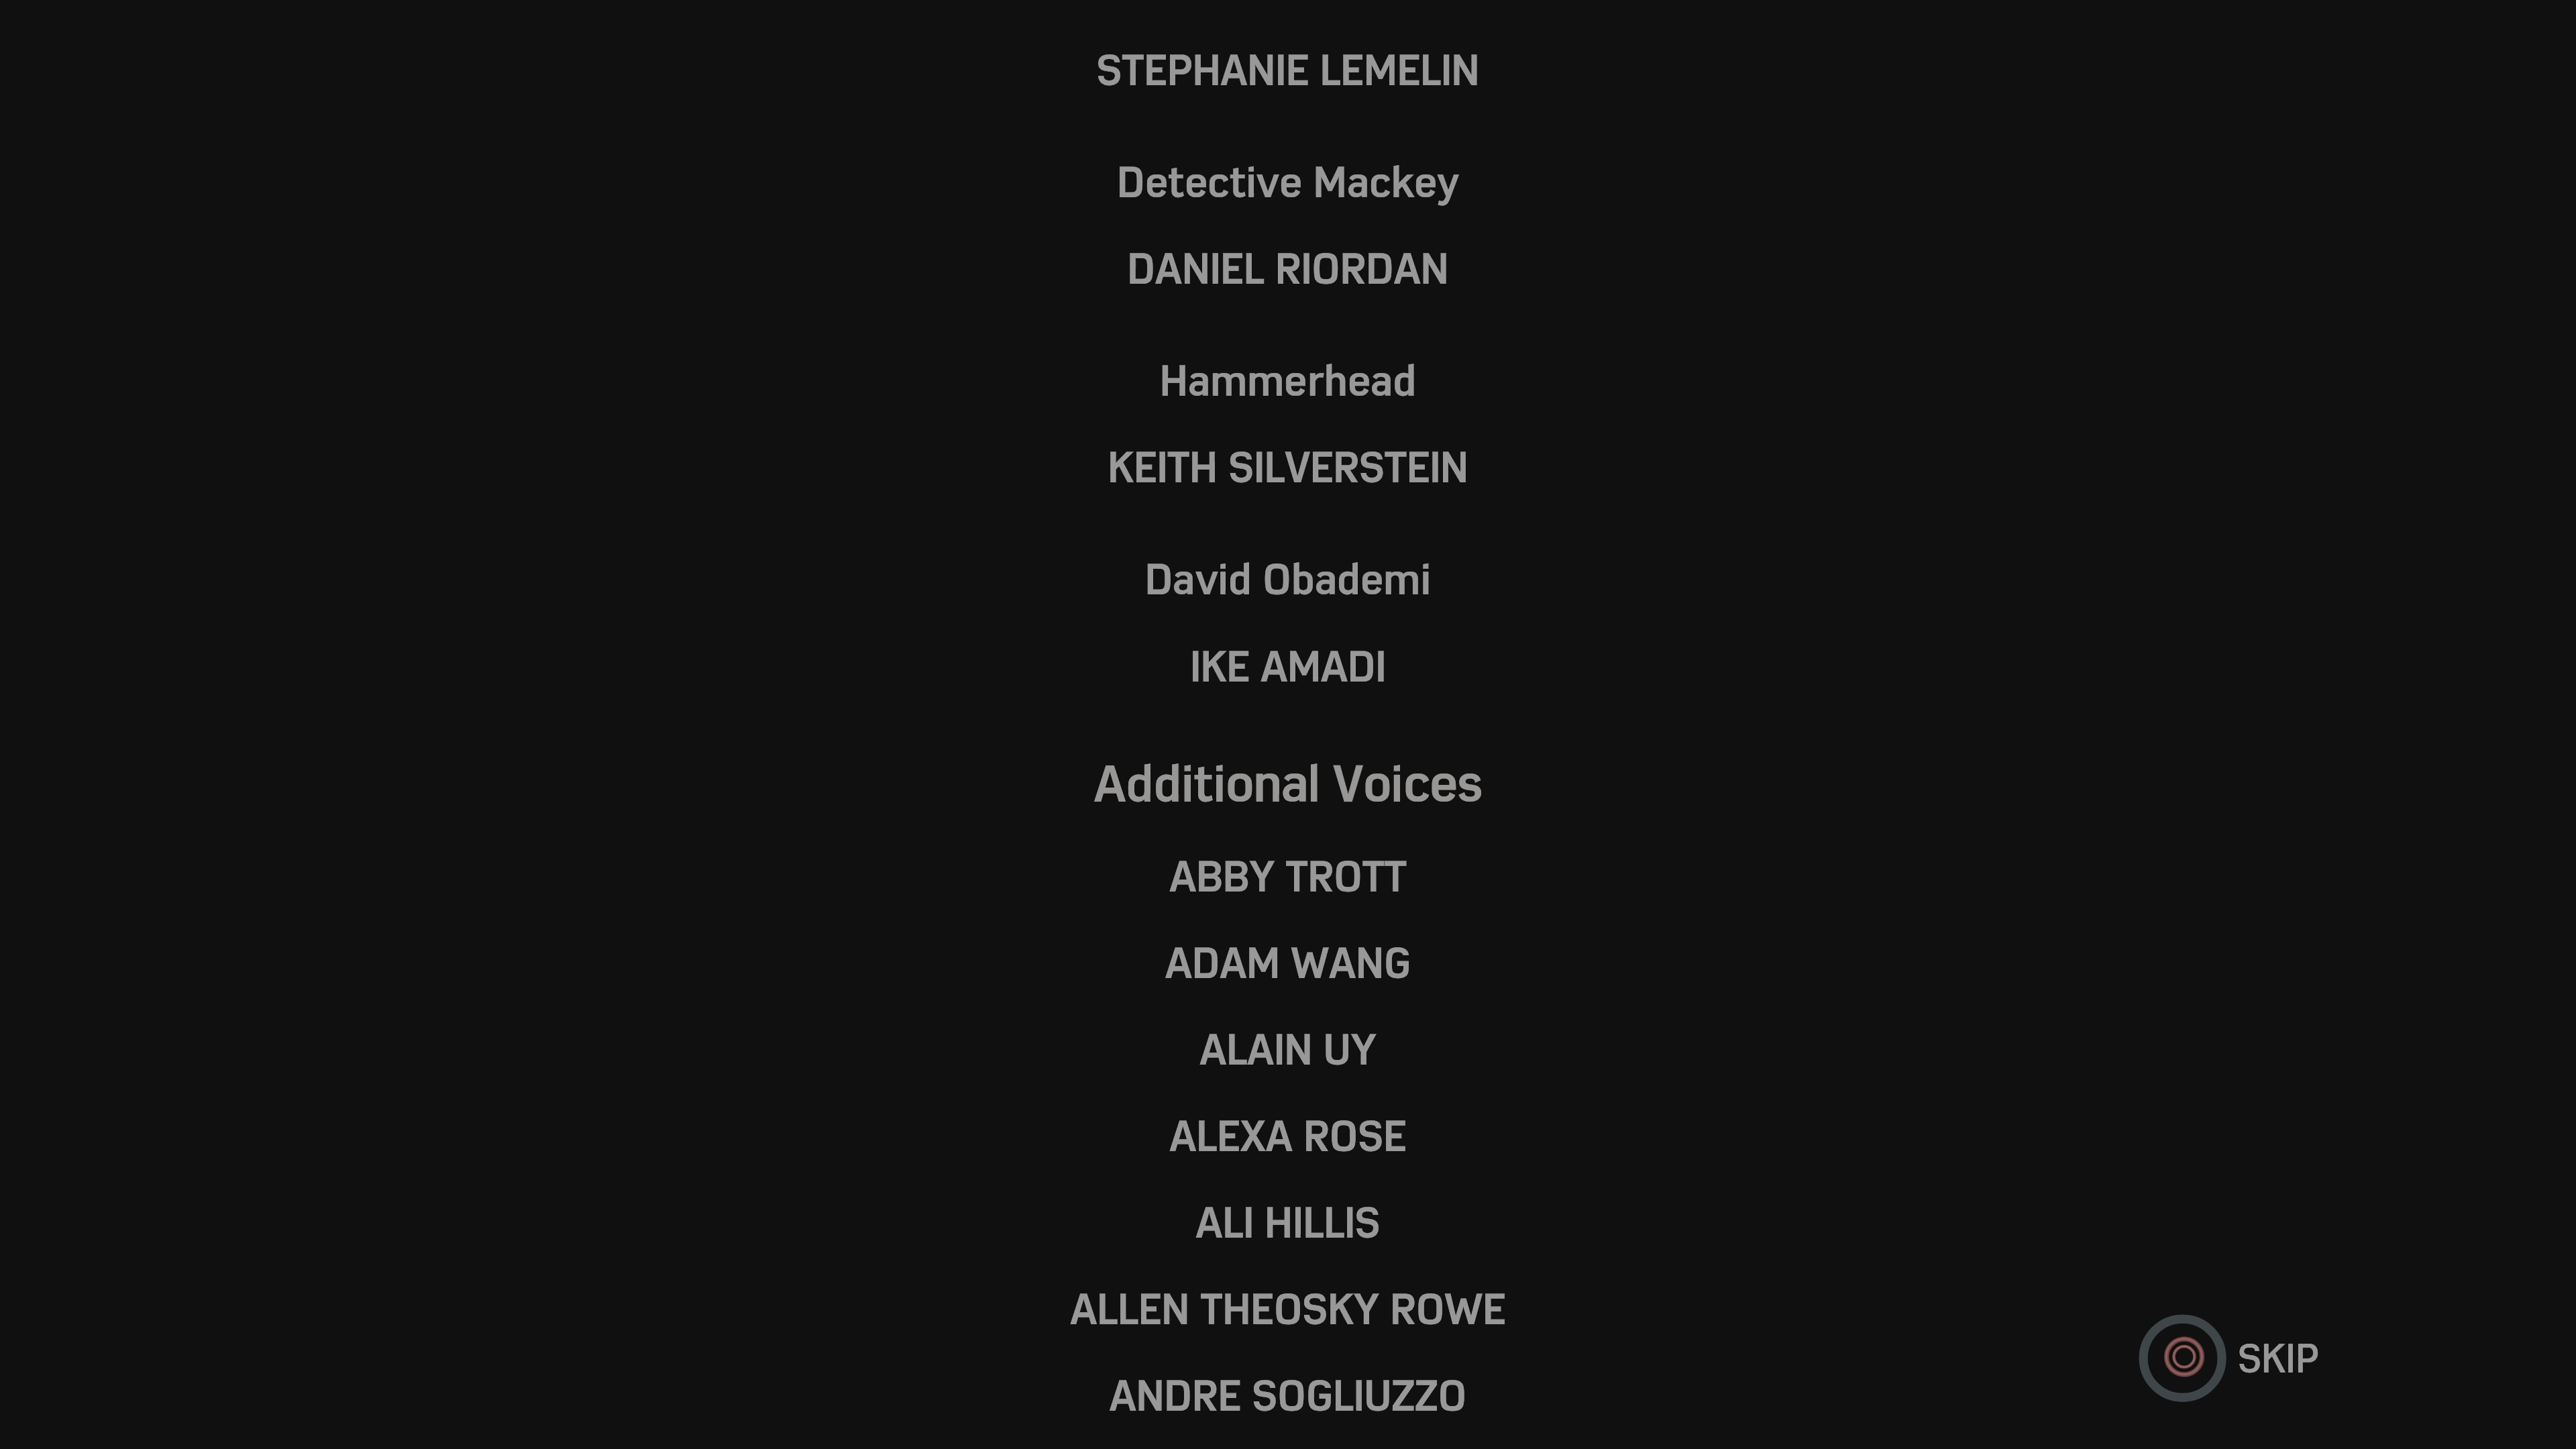 STEPHANIE LEMELIN
Detective Mackey
DANIEL RIORDAN
Hammerhead
KEITH SILVERSTEIN
David Obademi
IKE AMADI
Additional Voices
ABBY TROTT
ADAM WANG
ALAIN UY
ALEXA ROSE
ALI HILLIS
ALLEN THEOSKY ROWE
ANDRE SOGLIUZZO
SKIP